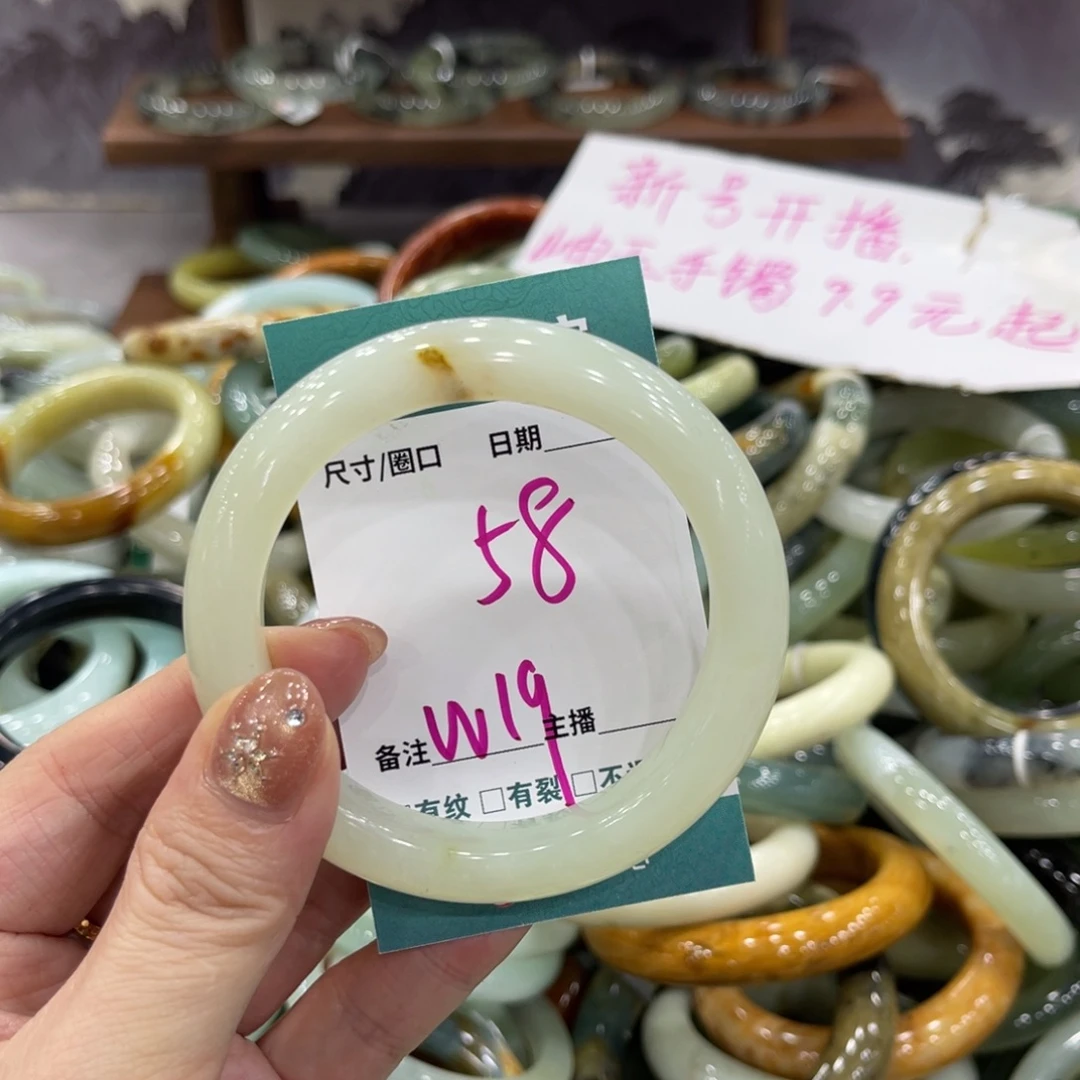 新号开播.
岫玉手镯 9.9元起
尺寸/圈口 日期
58
备注 W19 主播
有纹 □有裂 □不